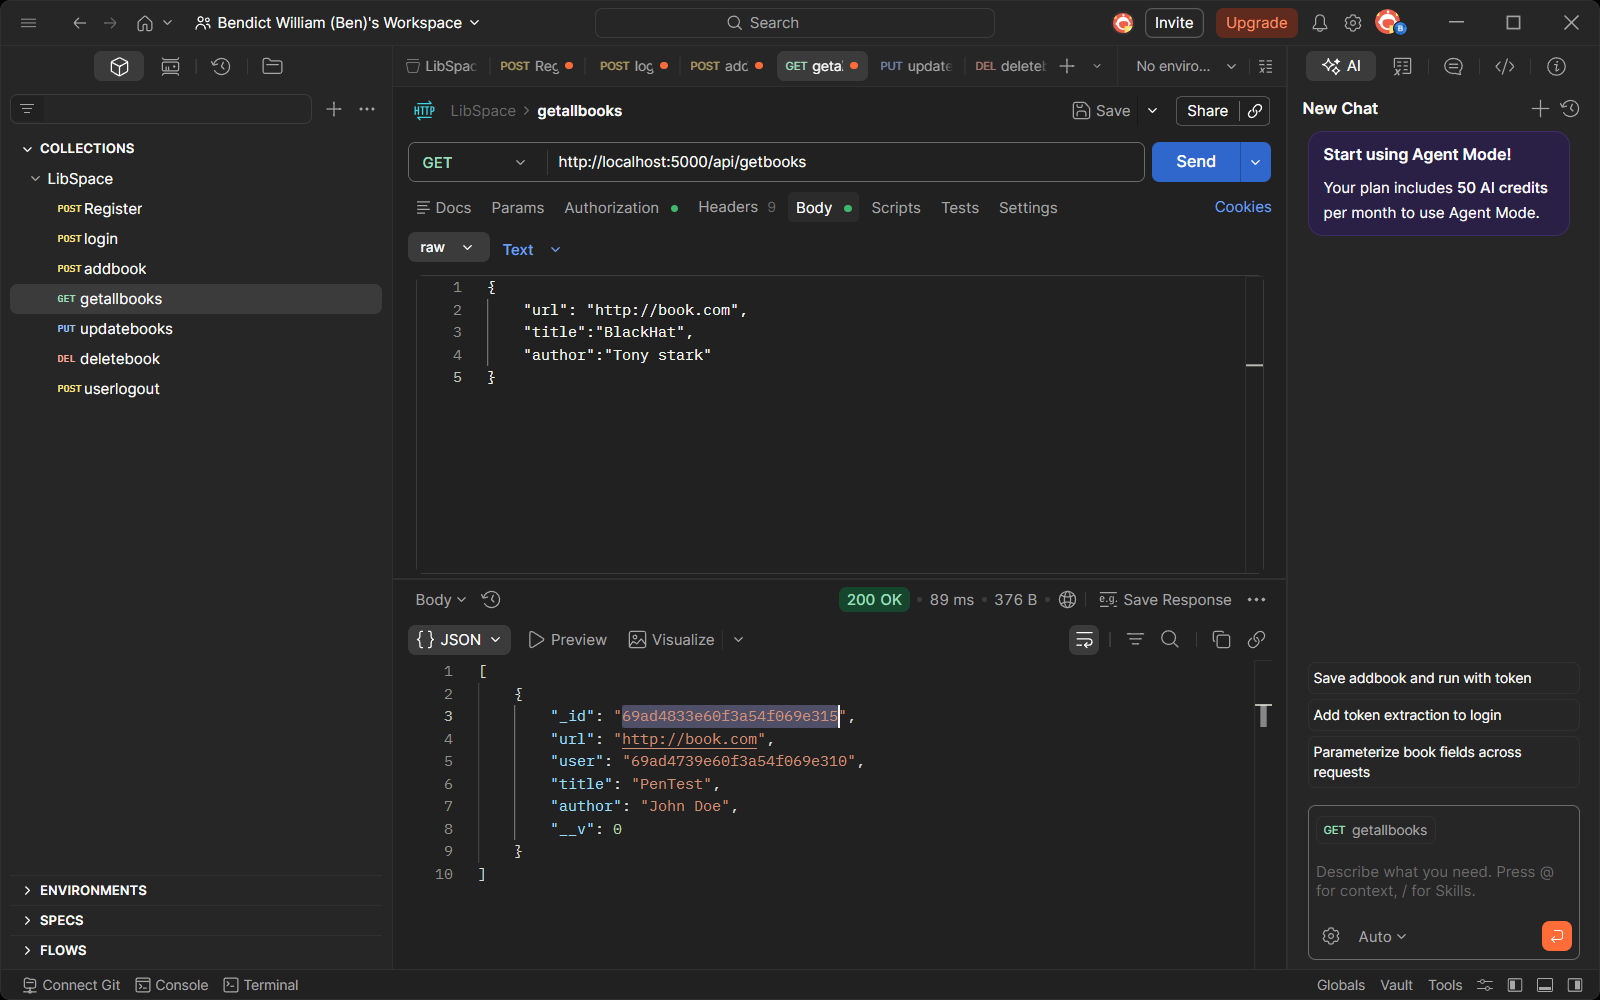 Bendict William (Ben)'s Workspace
Search
Invite
Upgrade
B
LibSpac
POST Reg
POST log
POST adc
GET geta
PUT update
DEL delete
No enviro...
AI
COLLECTIONS
LibSpace
POST Register
POST login
POST addbook
GET getallbooks
PUT updatebooks
DEL deletebook
POST userlogout
ENVIRONMENTS
SPECS
FLOWS
HTTP LibSpace > getallbooks
Save
Share
GET http://localhost:5000/api/getbooks
Send
Docs Params Authorization Headers 9 Body Scripts Tests Settings Cookies
raw Text
1 {
2 "url": "http://book.com",
3 "title":"BlackHat",
4 "author":"Tony stark"
5 }
Body 200 OK • 89 ms • 376 B • e.g. Save Response
{} JSON Preview Visualize
1 [
2 {
3 "_id": "69ad4833e60f3a54f069e315",
4 "url": "http://book.com",
5 "user": "69ad4739e60f3a54f069e310",
6 "title": "PenTest",
7 "author": "John Doe",
8 "__v": 0
9 }
10 ]
New Chat
Start using Agent Mode!
Your plan includes 50 AI credits
per month to use Agent Mode.
Save addbook and run with token
Add token extraction to login
Parameterize book fields across
requests
GET getallbooks
Describe what you need. Press @
for context, / for Skills.
Auto
Connect Git Console Terminal
Globals Vault Tools